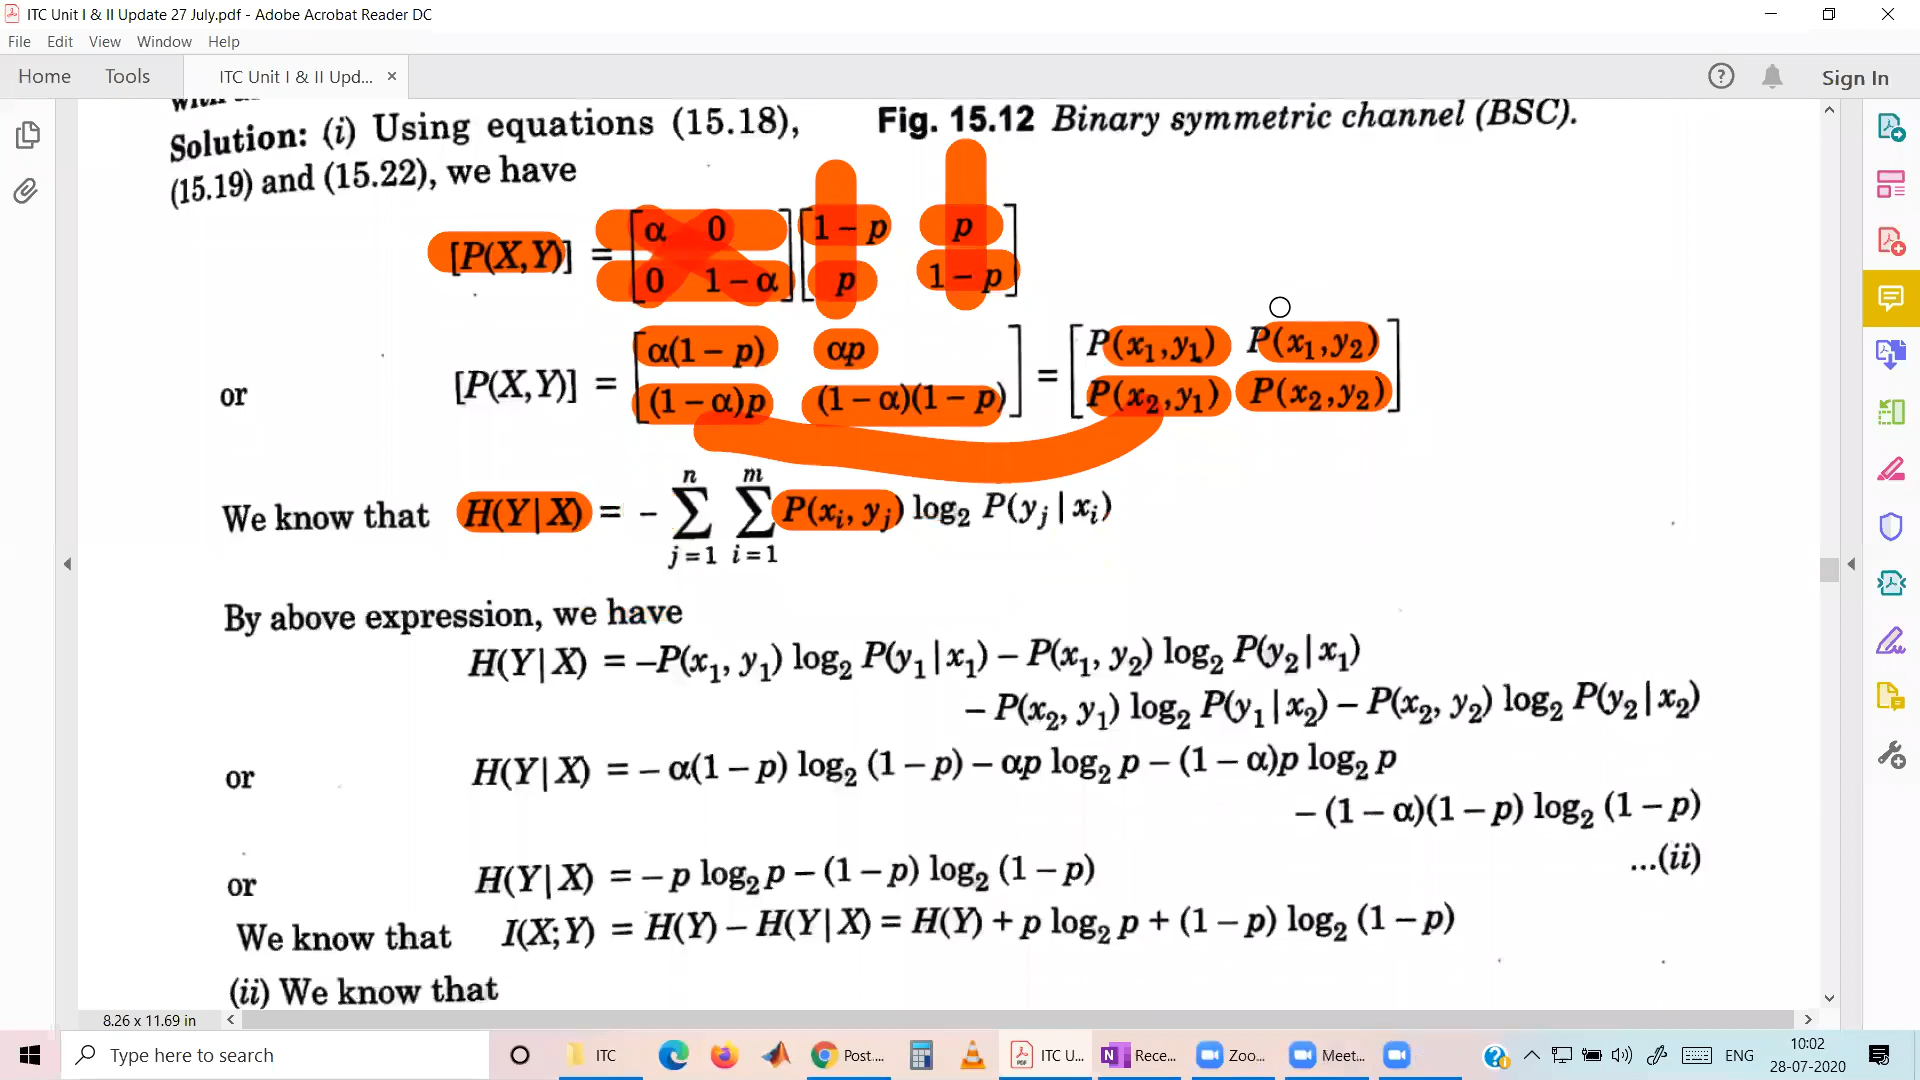 ITC Unit I & II Update 27 July.pdf - Adobe Acrobat Reader DC
File Edit View Window Help
Home Tools ITC Unit I & II Upd... × Sign In
Solution: (i) Using equations (15.18), Fig. 15.12 Binary symmetric channel (BSC).
(15.19) and (15.22), we have
[P(X,Y)] = [α 0; 0 1 – α] [1 – p p; p 1 – p]
or [P(X,Y)] = [α(1 – p) αp; (1 – α)p (1 – α)(1 – p)] = [P(x₁,y₁) P(x₁,y₂); P(x₂,y₁) P(x₂,y₂)]
We know that H(Y|X) = – ∑ⁿj=1 ∑ᵐi=1 P(xᵢ, yⱼ) log₂ P(yⱼ|xᵢ)
By above expression, we have
H(Y|X) = –P(x₁, y₁) log₂ P(y₁|x₁) – P(x₁, y₂) log₂ P(y₂|x₁)
– P(x₂, y₁) log₂ P(y₁|x₂) – P(x₂, y₂) log₂ P(y₂|x₂)
or H(Y|X) = – α(1 – p) log₂ (1 – p) – αp log₂ p – (1 – α)p log₂ p
– (1 – α)(1 – p) log₂ (1 – p)
or H(Y|X) = – p log₂ p – (1 – p) log₂ (1 – p) ...(ii)
We know that I(X;Y) = H(Y) – H(Y|X) = H(Y) + p log₂ p + (1 – p) log₂ (1 – p)
(ii) We know that
8.26 x 11.69 in
Type here to search ITC Post.... ITC U... Rece... Zoo... Meet... ENG 10:02
28-07-2020